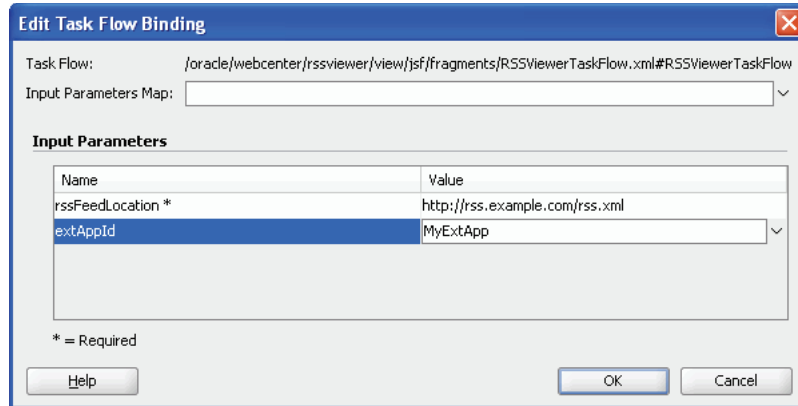 Edit Task Flow Binding
Task Flow: /oracle/webcenter/rssviewer/view/jsf/fragments/RSSViewerTaskFlow.xml#RSSViewerTaskFlow
Input Parameters Map:
Input Parameters
Name Value
rssFeedLocation * http://rss.example.com/rss.xml
extAppId MyExtApp
* = Required
Help OK Cancel